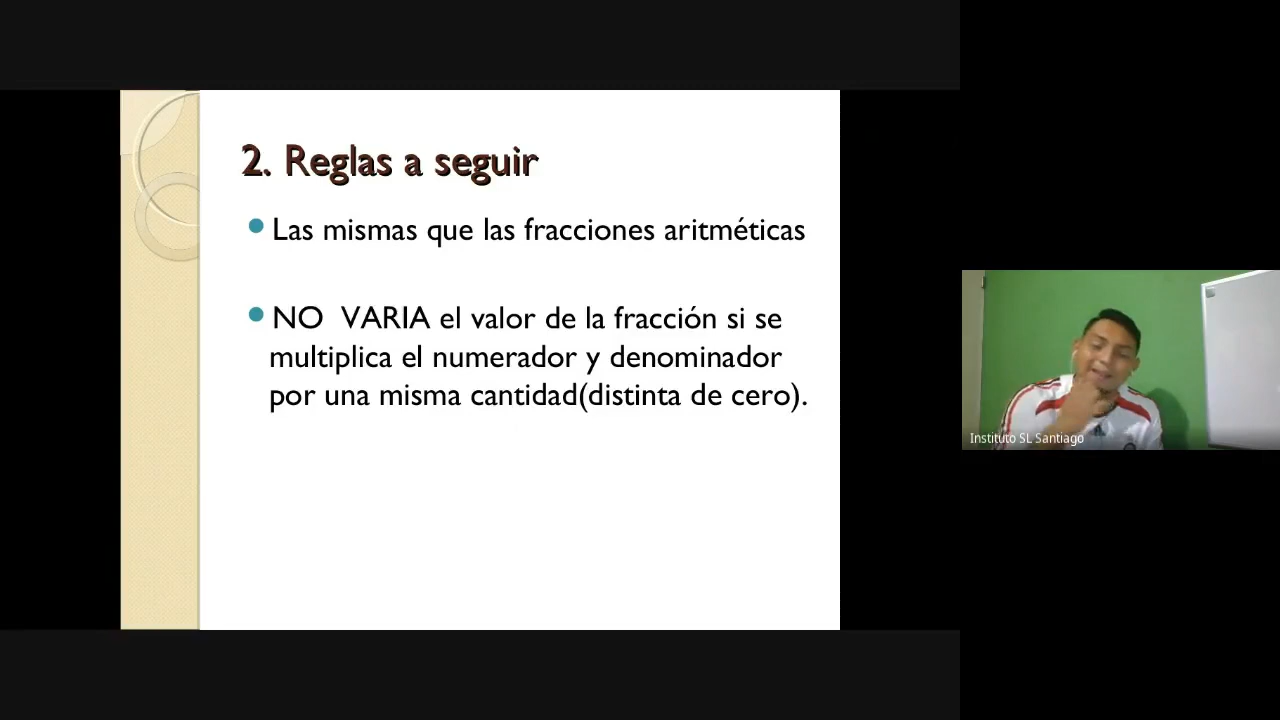 2. Reglas a seguir
Las mismas que las fracciones aritméticas
NO VARIA el valor de la fracción si se
multiplica el numerador y denominador
por una misma cantidad(distinta de cero).
Instituto SL Santiago